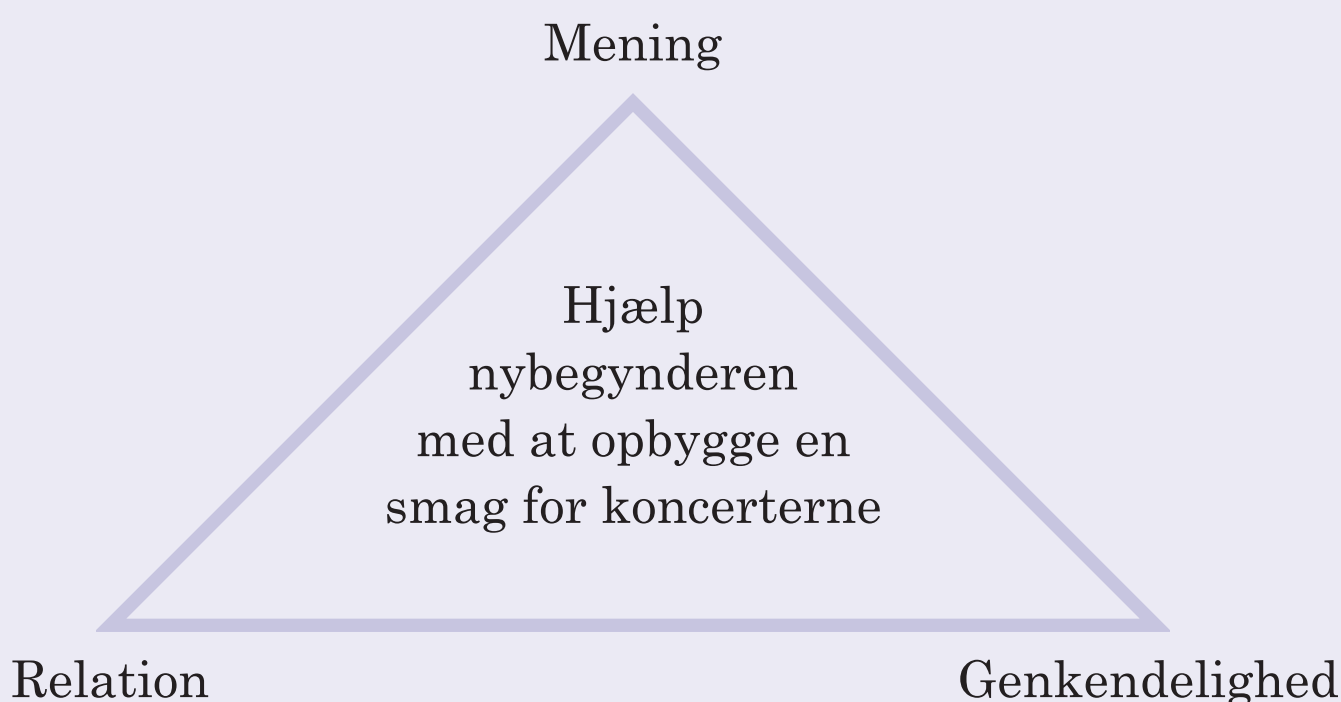 Mening
Hjælp
nybegynderen
med at opbygge en
smag for koncerterne
Relation
Genkendelighed